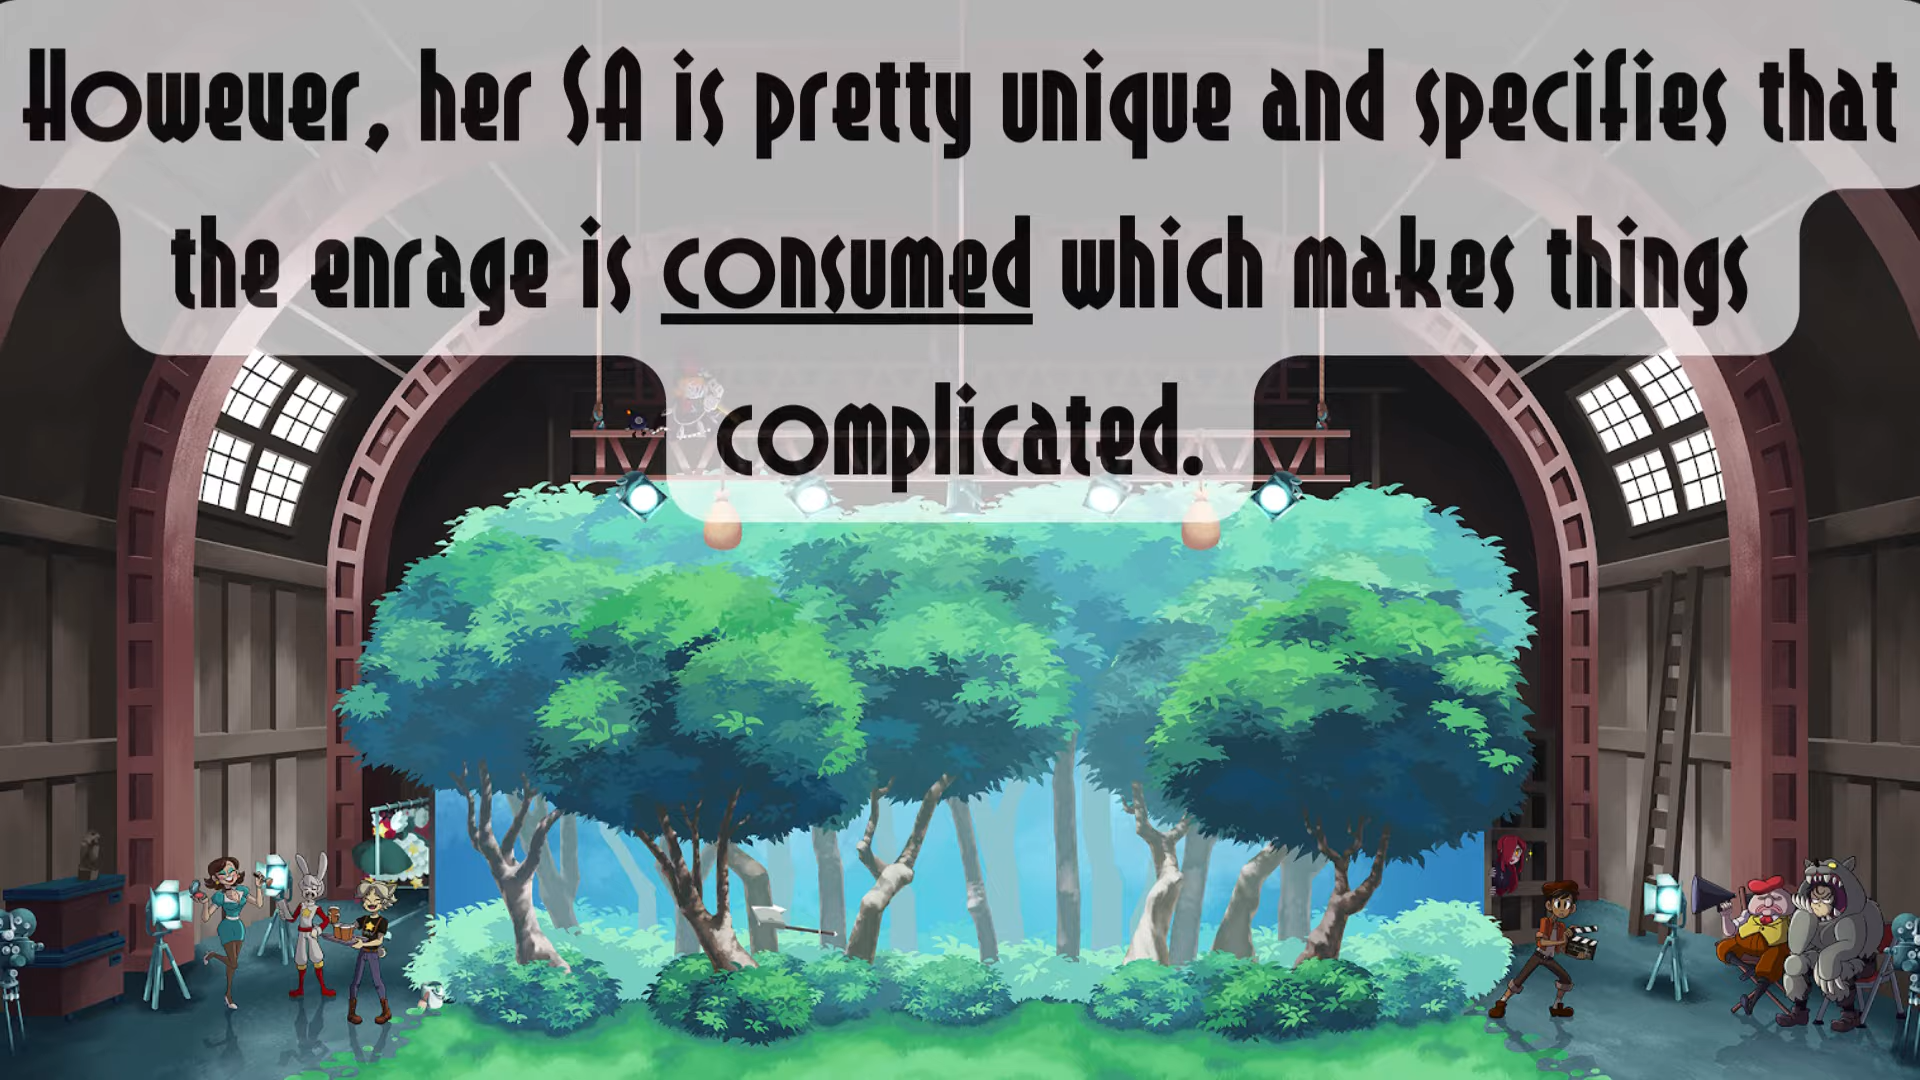 However, her SA is pretty unique and specifies that
the enrage is consumed which makes things
complicated.